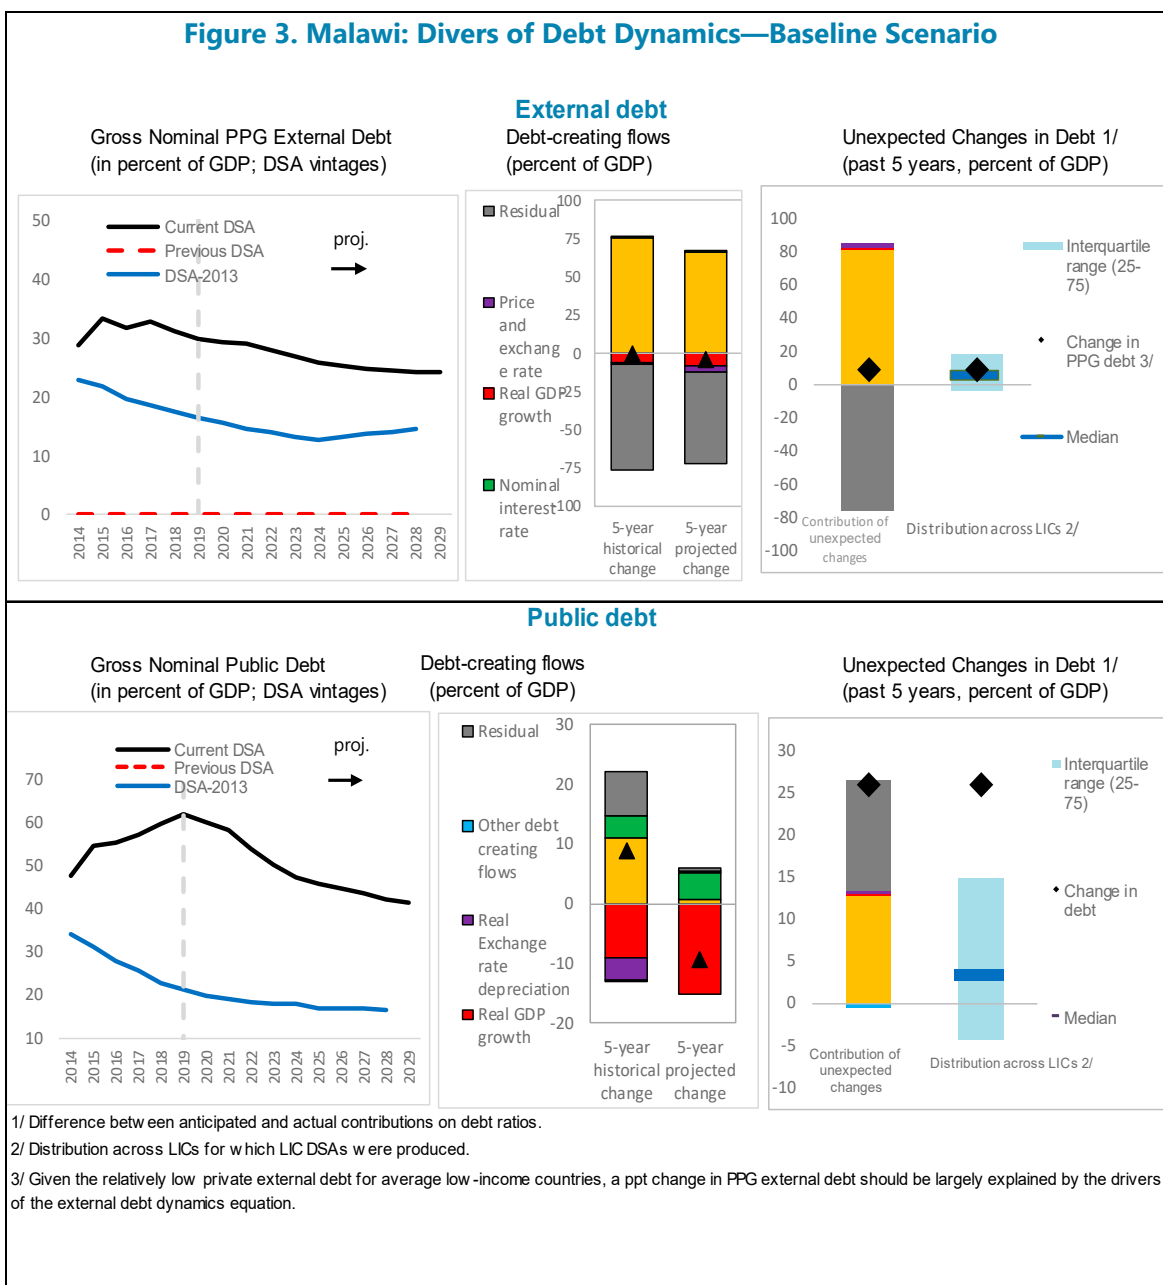 Figure 3. Malawi: Divers of Debt Dynamics—Baseline Scenario
External debt
Gross Nominal PPG External Debt
(in percent of GDP; DSA vintages)
50
40
30
20
10
0
Current DSA
Previous DSA
DSA-2013
proj.
2014
2015
2016
2017
2018
2019
2020
2021
2022
2023
2024
2025
2026
2027
2028
2029
Debt-creating flows
(percent of GDP)
Residual
Price
and
exchang
e rate
Real GDP
growth
Nominal
interest
rate
100
75
50
25
0
-25
-50
-75
-100
5-year
historical
change
5-year
projected
change
Unexpected Changes in Debt 1/
(past 5 years, percent of GDP)
100
80
60
40
20
0
-20
-40
-60
-80
-100
Contribution of
unexpected
changes
Distribution across LICs 2/
Interquartile
range (25-
75)
Change in
PPG debt 3/
Median
Public debt
Gross Nominal Public Debt
(in percent of GDP; DSA vintages)
Current DSA
Previous DSA
DSA-2013
proj.
70
60
50
40
30
20
10
2014
2015
2016
2017
2018
2019
2020
2021
2022
2023
2024
2025
2026
2027
2028
2029
Debt-creating flows
(percent of GDP)
Residual
Other debt
creating
flows
Real
Exchange
rate
depreciation
Real GDP
growth
30
20
10
0
-10
-20
5-year
historical
change
5-year
projected
change
Unexpected Changes in Debt 1/
(past 5 years, percent of GDP)
30
25
20
15
10
5
0
-5
-10
Contribution of
unexpected
changes
Distribution across LICs 2/
Interquartile
range (25-
75)
Change in
debt
Median
1/ Difference between anticipated and actual contributions on debt ratios.
2/ Distribution across LICs for which LIC DSAs were produced.
3/ Given the relatively low private external debt for average low-income countries, a ppt change in PPG external debt should be largely explained by the drivers
of the external debt dynamics equation.